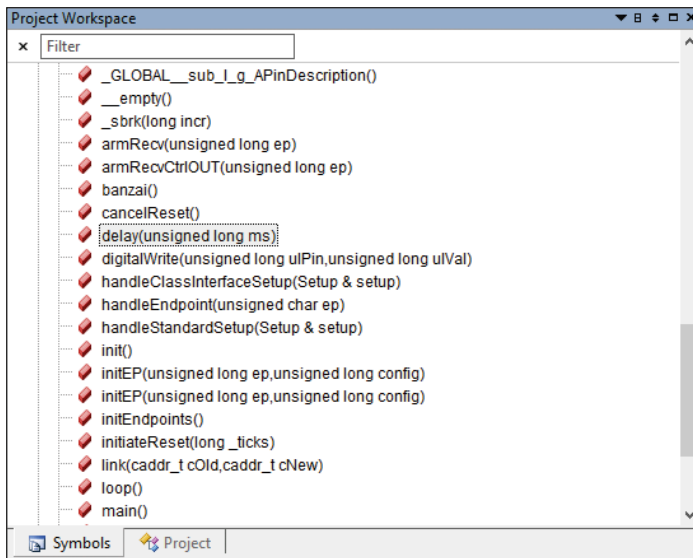 Project Workspace
Filter
_GLOBAL__sub_I_g_APinDescription()
__empty()
_sbrk(long incr)
armRecv(unsigned long ep)
armRecvCtrlOUT(unsigned long ep)
banzai()
cancelReset()
delay(unsigned long ms)
digitalWrite(unsigned long ulPin,unsigned long ulVal)
handleClassInterfaceSetup(Setup & setup)
handleEndpoint(unsigned char ep)
handleStandardSetup(Setup & setup)
init()
initEP(unsigned long ep,unsigned long config)
initEP(unsigned long ep,unsigned long config)
initEndpoints()
initiateReset(long _ticks)
link(caddr_t cOld,caddr_t cNew)
loop()
main()
Symbols Project